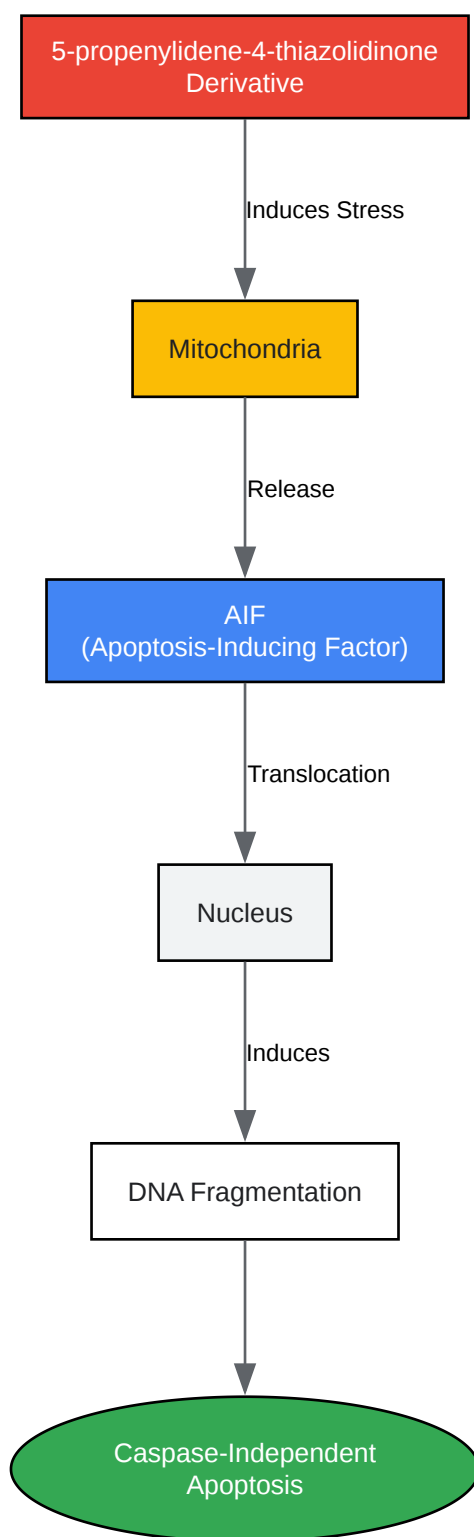 5-propenylidene-4-thiazolidinone
Derivative
Induces Stress
Mitochondria
Release
AIF
(Apoptosis-Inducing Factor)
Translocation
Nucleus
Induces
DNA Fragmentation
Caspase-Independent
Apoptosis